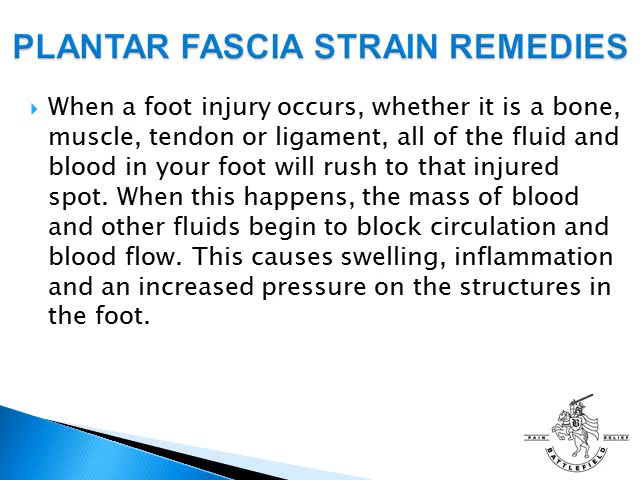 PLANTAR FASCIA STRAIN REMEDIES
When a foot injury occurs, whether it is a bone,
muscle, tendon or ligament, all of the fluid and
blood in your foot will rush to that injured
spot. When this happens, the mass of blood
and other fluids begin to block circulation and
blood flow. This causes swelling, inflammation
and an increased pressure on the structures in
the foot.
PAIN RELIEF
BATTLEFIELD